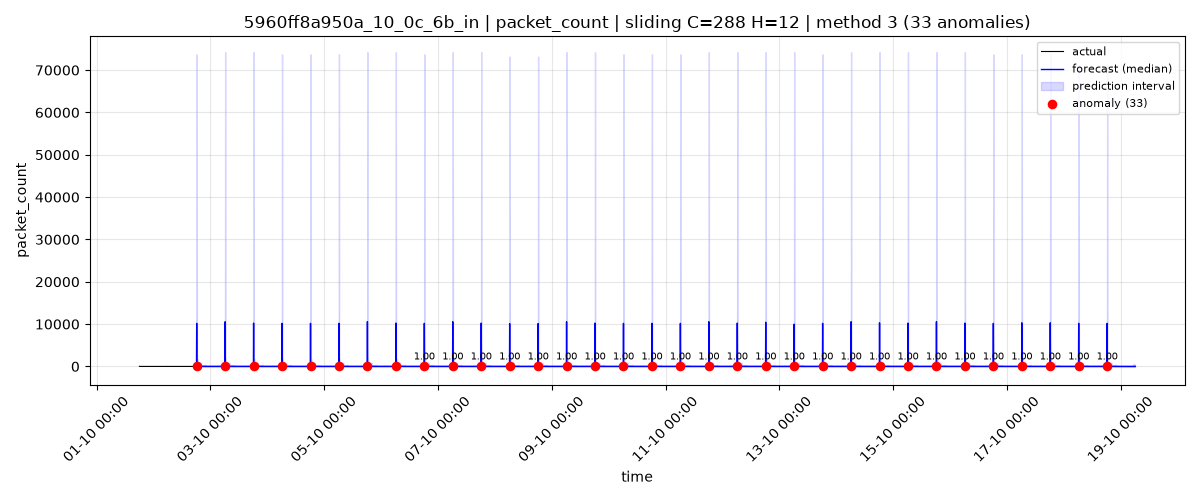 5960ff8a950a_10_0c_6b_in | packet_count | sliding C=288 H=12 | method 3 (33 anomalies)
actual
forecast (median)
prediction interval
anomaly (33)
packet_count
70000
60000
50000
40000
30000
20000
10000
0
1.00 1.00 1.00 1.00 1.00 1.00 1.00 1.00 1.00 1.00 1.00 1.00 1.00 1.00 1.00 1.00 1.00 1.00 1.00 1.00 1.00 1.00 1.00 1.00 1.00
01-10 00:00
03-10 00:00
05-10 00:00
07-10 00:00
09-10 00:00
11-10 00:00
13-10 00:00
15-10 00:00
17-10 00:00
19-10 00:00
time